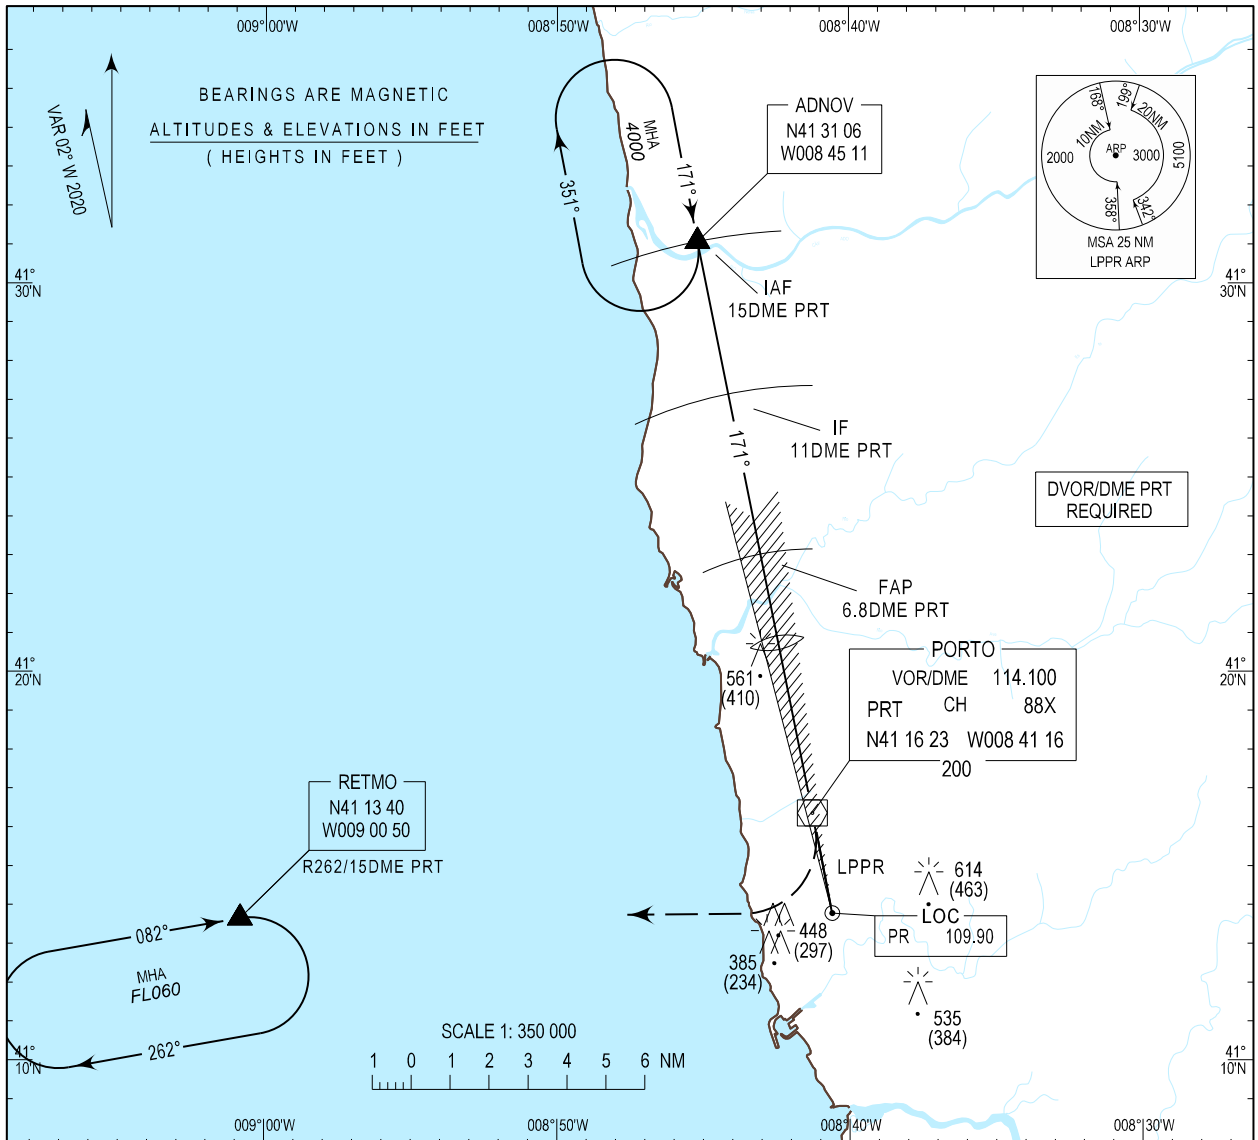 009°00'W
008°50'W
008°40'W
008°30'W
BEARINGS ARE MAGNETIC
ALTITUDES & ELEVATIONS IN FEET
( HEIGHTS IN FEET )
VAR 02° W 2020
MHA
4000
351°
171°
ADNOV
N41 31 06
W008 45 11
168°
199°
20NM
10NM
ARP
2000
3000
5100
358°
342°
MSA 25 NM
LPPR ARP
41°
30'N
41°
30'N
IAF
15DME PRT
IF
11DME PRT
171°
DVOR/DME PRT
REQUIRED
FAP
6.8DME PRT
41°
20'N
41°
20'N
561
(410)
PORTO
VOR/DME 114.100
PRT CH 88X
N41 16 23 W008 41 16
200
RETMO
N41 13 40
W009 00 50
R262/15DME PRT
LPPR
614
(463)
LOC
PR 109.90
448
(297)
385
(234)
535
(384)
082°
MHA
FL060
262°
SCALE 1: 350 000
1 0 1 2 3 4 5 6 NM
41°
10'N
41°
10'N
009°00'W
008°50'W
008°40'W
008°30'W